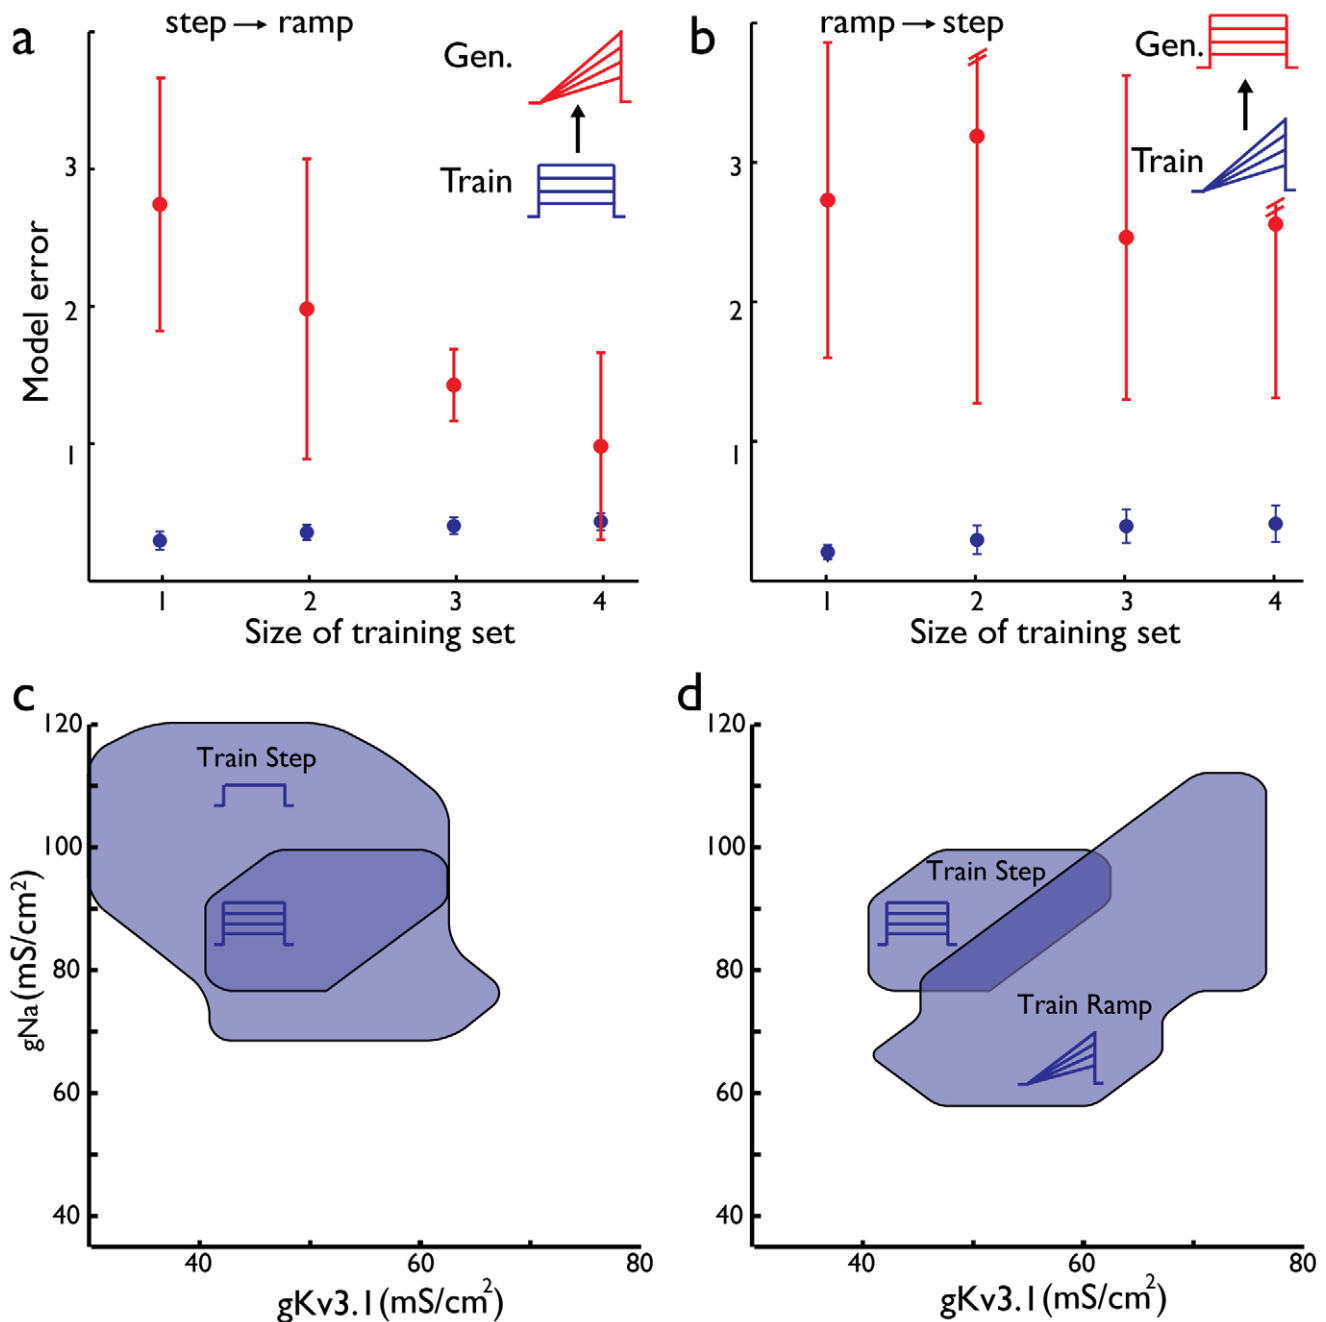 a
step → ramp
Gen.
Train
3
2
1
Model error
1 2 3 4
Size of training set
b
ramp → step
Gen.
Train
3
2
1
1 2 3 4
Size of training set
c
120
100
80
60
40
gNa (mS/cm²)
Train Step
40 60 80
gKv3.1 (mS/cm²)
d
120
100
80
60
40
Train Step
Train Ramp
40 60 80
gKv3.1 (mS/cm²)